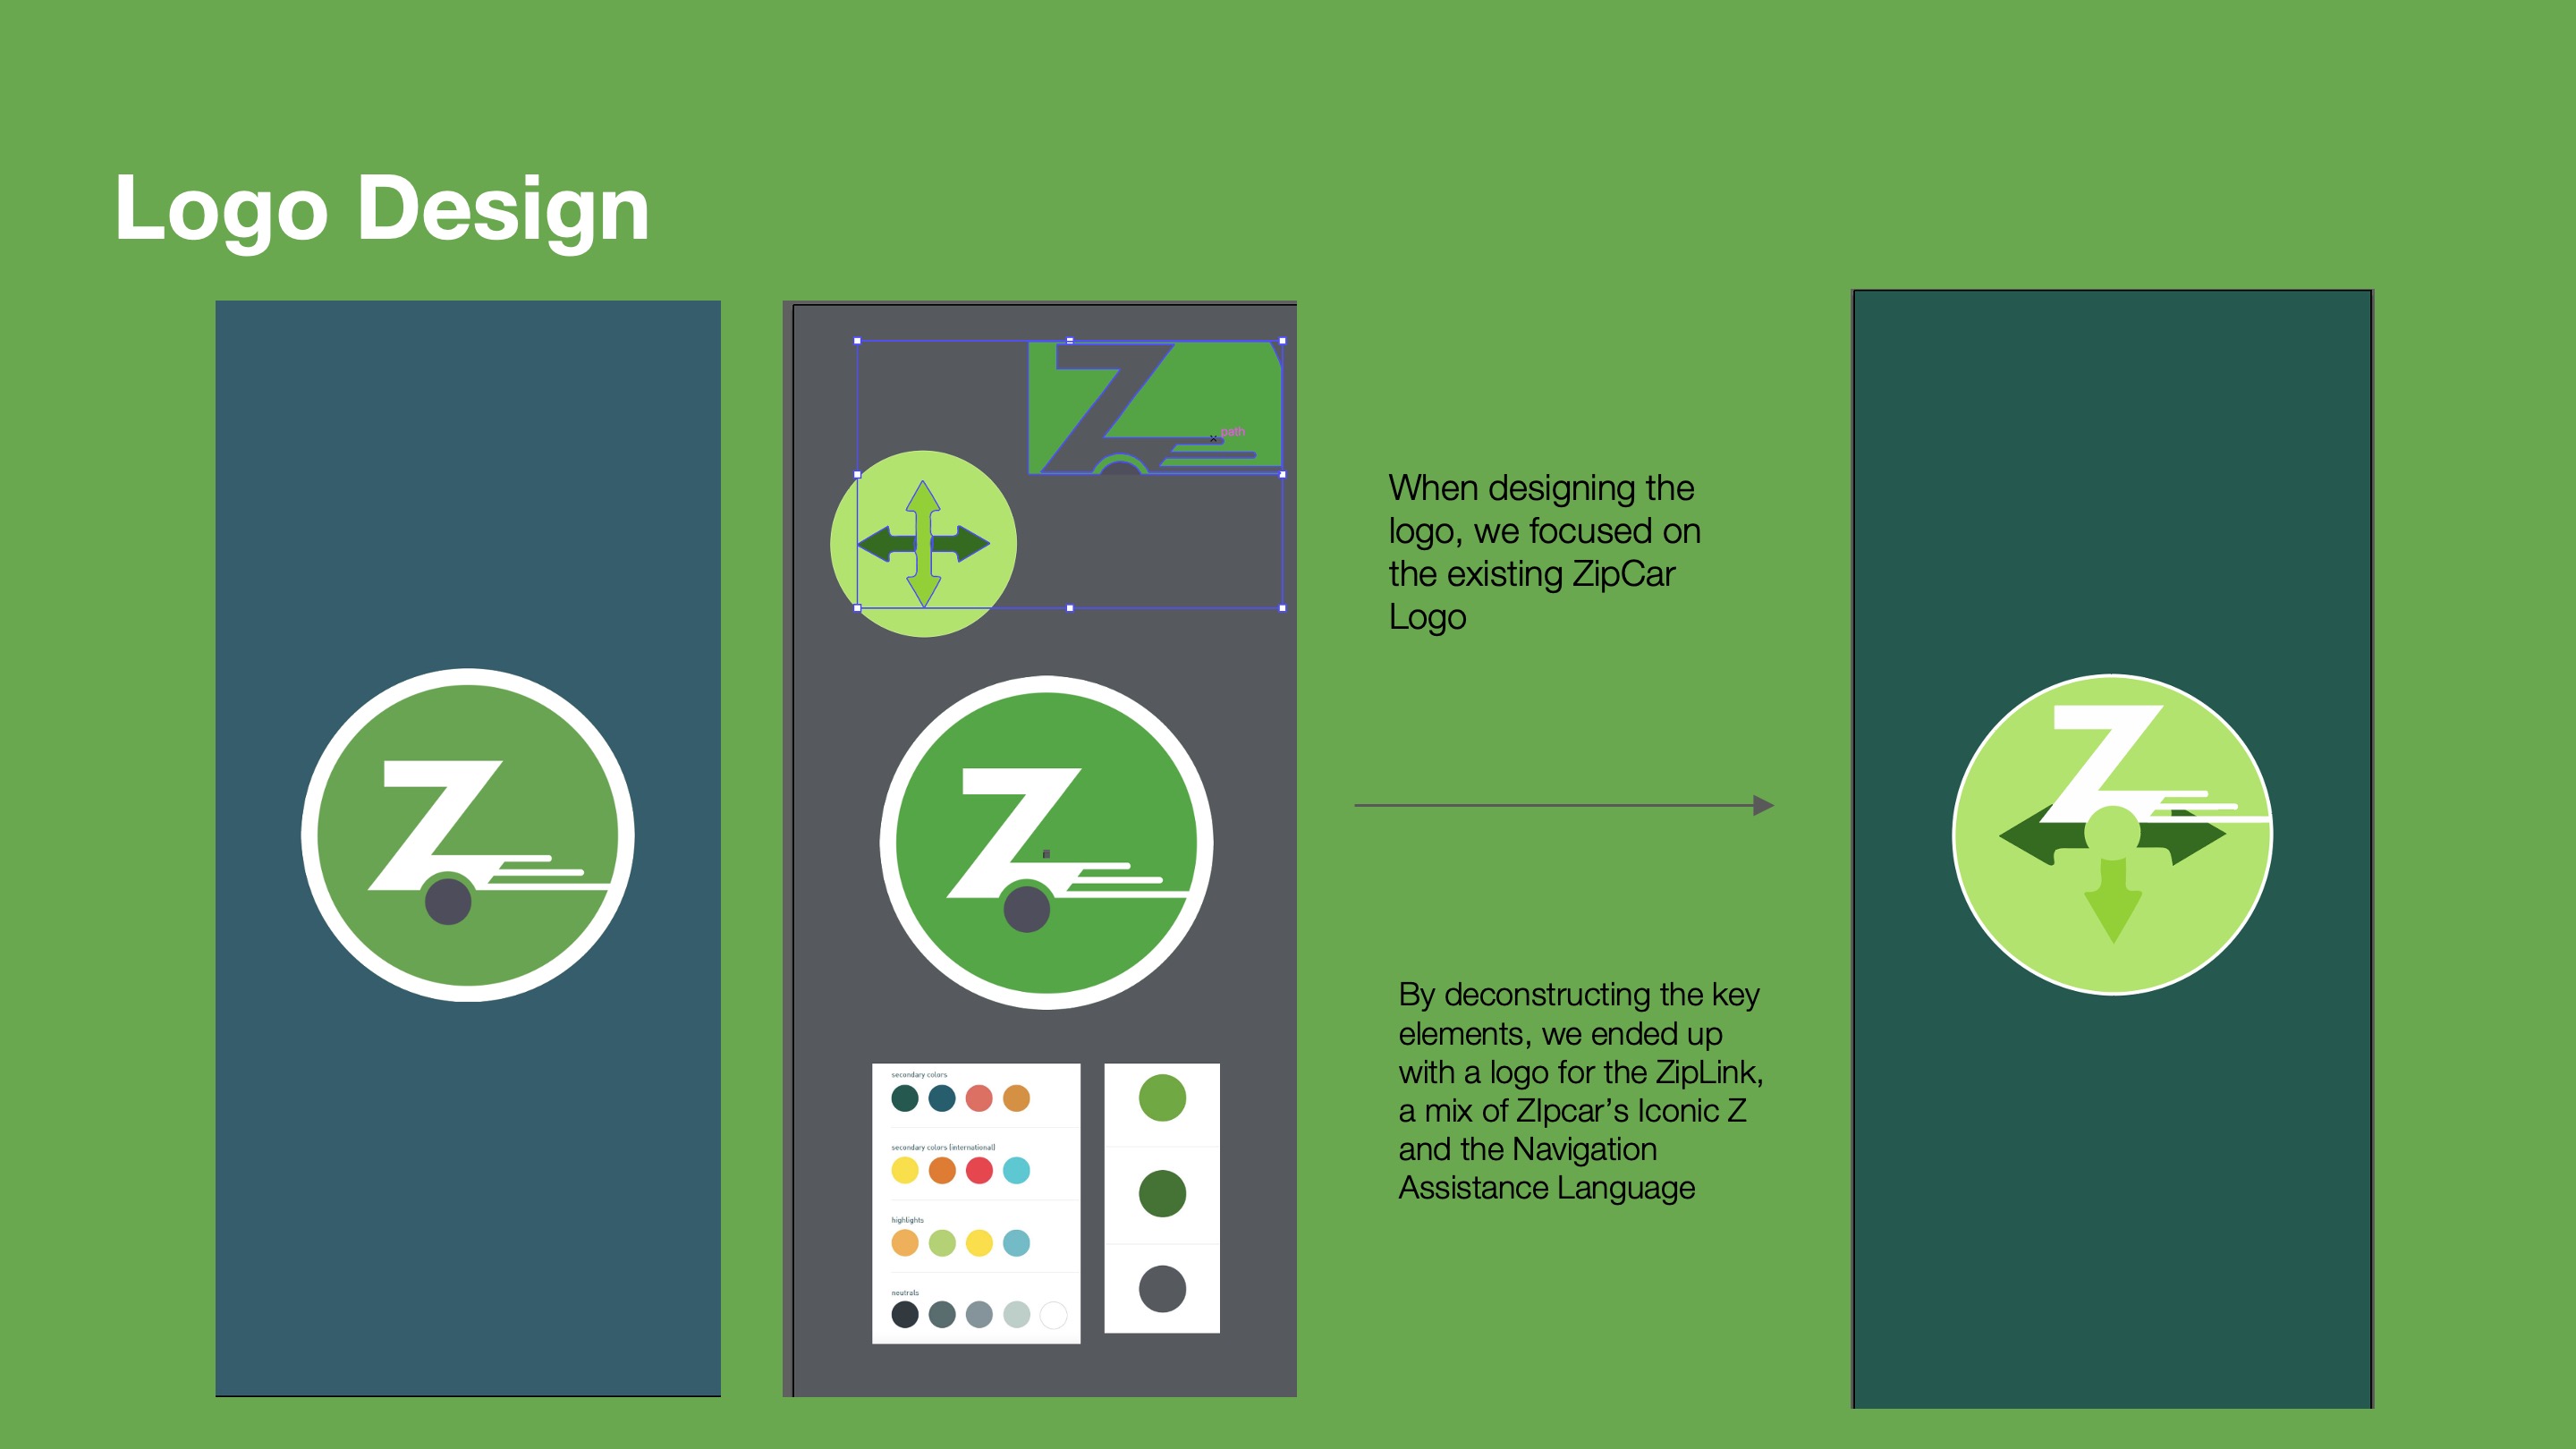 Logo Design
Z
path
Z
Z
secondary colors
secondary colors (international)
highlights
neutrals
When designing the
logo, we focused on
the existing ZipCar
Logo
By deconstructing the key
elements, we ended up
with a logo for the ZipLink,
a mix of ZIpcar’s Iconic Z
and the Navigation
Assistance Language
Z